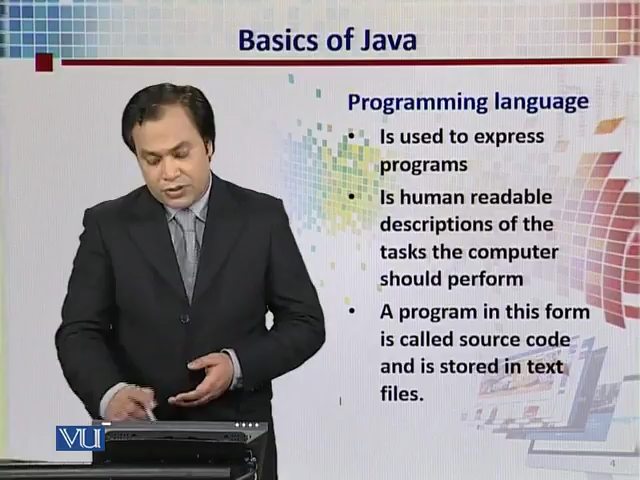 Basics of Java
Programming language
• Is used to express
programs
• Is human readable
descriptions of the
tasks the computer
should perform
• A program in this form
is called source code
and is stored in text
files.
VU
4